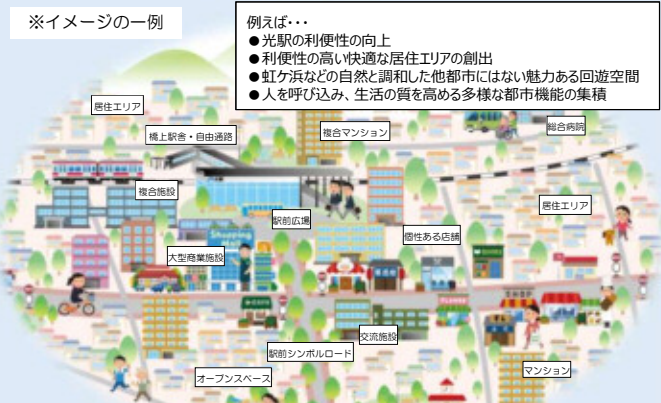 ※イメージの一例
例えば・・・
●光駅の利便性の向上
●利便性の高い快適な居住エリアの創出
●虹ケ浜などの自然と調和した他都市にはない魅力ある回遊空間
●人を呼び込み、生活の質を高める多様な都市機能の集積
居住エリア
橋上駅舎・自由通路
複合マンション
総合病院
複合施設
駅前広場
居住エリア
個性ある店舗
大型商業施設
Shopping
交流施設
駅前シンボルロード
オープンスペース
マンション
CAFE
SHOP